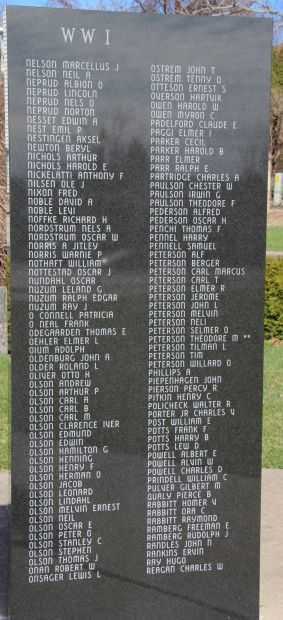 WWI
NELSON MARCELLUS J
NELSON NEIL A
NEPRUD ALBION O
NEPRUD LINCOLN
NEPRUD NELS O
NEPRUD NORTON
NESSET EDWIN A
NEST EMIL P
NESTINGEN AKSEL
NEWTON BERYL
NICHOLS ARTHUR
NICHOLS HAROLD E
NICKELATTI ANTHONY F
NILSEN OLE J
NIXON FRED
NOBLE DAVID A
NOBLE LEVI
NOFFKE RICHARD H
NORDSTRUM NELS A
NORDSTRUM OSCAR W
NORRIS A JITLEY
NORRIS WARNIE P
NOTHAFT WILLIAM*
NOTTESTAD OSCAR J
NUNDAHL OSCAR
NUZUM LELAND G
NUZUM RALPH EDGAR
NUZUM RAY J
O CONNELL PATRICIA
O NEAL FRANK
ODEGAARDEN THOMAS E
OEHLER ELMER L
OIUM ADOLPH
OLDENBURG JOHN A
OLDER ROLAND L
OLIVER OTTO H
OLSON ANDREW
OLSON ARTHUR P
OLSON CARL A
OLSON CARL B
OLSON CARL M
OLSON CLARENCE IVER
OLSON EDMUND
OLSON EDWIN
OLSON HAMILTON G
OLSON HENNING
OLSON HENRY F
OLSON HERMAN O
OLSON JACOB
OLSON LEONARD
OLSON LINDAHL
OLSON MELVIN ERNEST
OLSON NEIL
OLSON OSCAR E
OLSON PETER G
OLSON STANLEY C
OLSON STEPHEN
OLSON THOMAS J
ONAN ROBERT W
ONSAGER LEWIS L
OSTREM JOHN T
OSTREM TENNY O
OTTESON ERNEST S
OVERSON HARTVIK
OWEN HAROLD W
OWEN MYRON C
PADELFORD CLAUDE E
PAGGI ELMER F
PARKER CECIL
PARKER HAROLD B
PARR ELMER
PARR RALPH E
PARTRIDGE CHARLES A
PAULSON CHESTER W
PAULSON IRWIN G
PAULSON THEODORE F
PEDERSON ALFRED
PEDERSON OSCAR H
PENCHI THOMAS F
PENNEL HARRY
PENNELL SAMUEL
PETERSON ALF
PETERSON BERGER
PETERSON CARL MARCUS
PETERSON CARL T
PETERSON ELMER R
PETERSON JEROME
PETERSON JOHN L
PETERSON MELVIN
PETERSON NELI
PETERSON SELMER O
PETERSON THEODORE M **
PETERSON TILMAN L
PETERSON TIM
PETERSON WILLARD O
PHILLIPS A
PIEPENHAGEN JOHN
PIERSON PERCY R
PITKIN HENRY C
POLICHECK WALTER R
PORTER JR CHARLES V
POST WILLIAM E
POTTS FRANK F
POTTS HARRY B
POTTS LEW D
POWELL ALBERT E
POWELL ALVIN W
POWELL CHARLES D
PRINDELL WILLIAM C
PULVER GILBERT M
QUALY PIERCE B
RABBITT HOMER V
RABBITT ORA C
RABBITT RAYMOND
RAMBERG FREEMAN E
RAMBERG RUDOLPH J
RANDLES JOHN N
RANKINS ERVIN
RAY HUGO
REAGAN CHARLES W